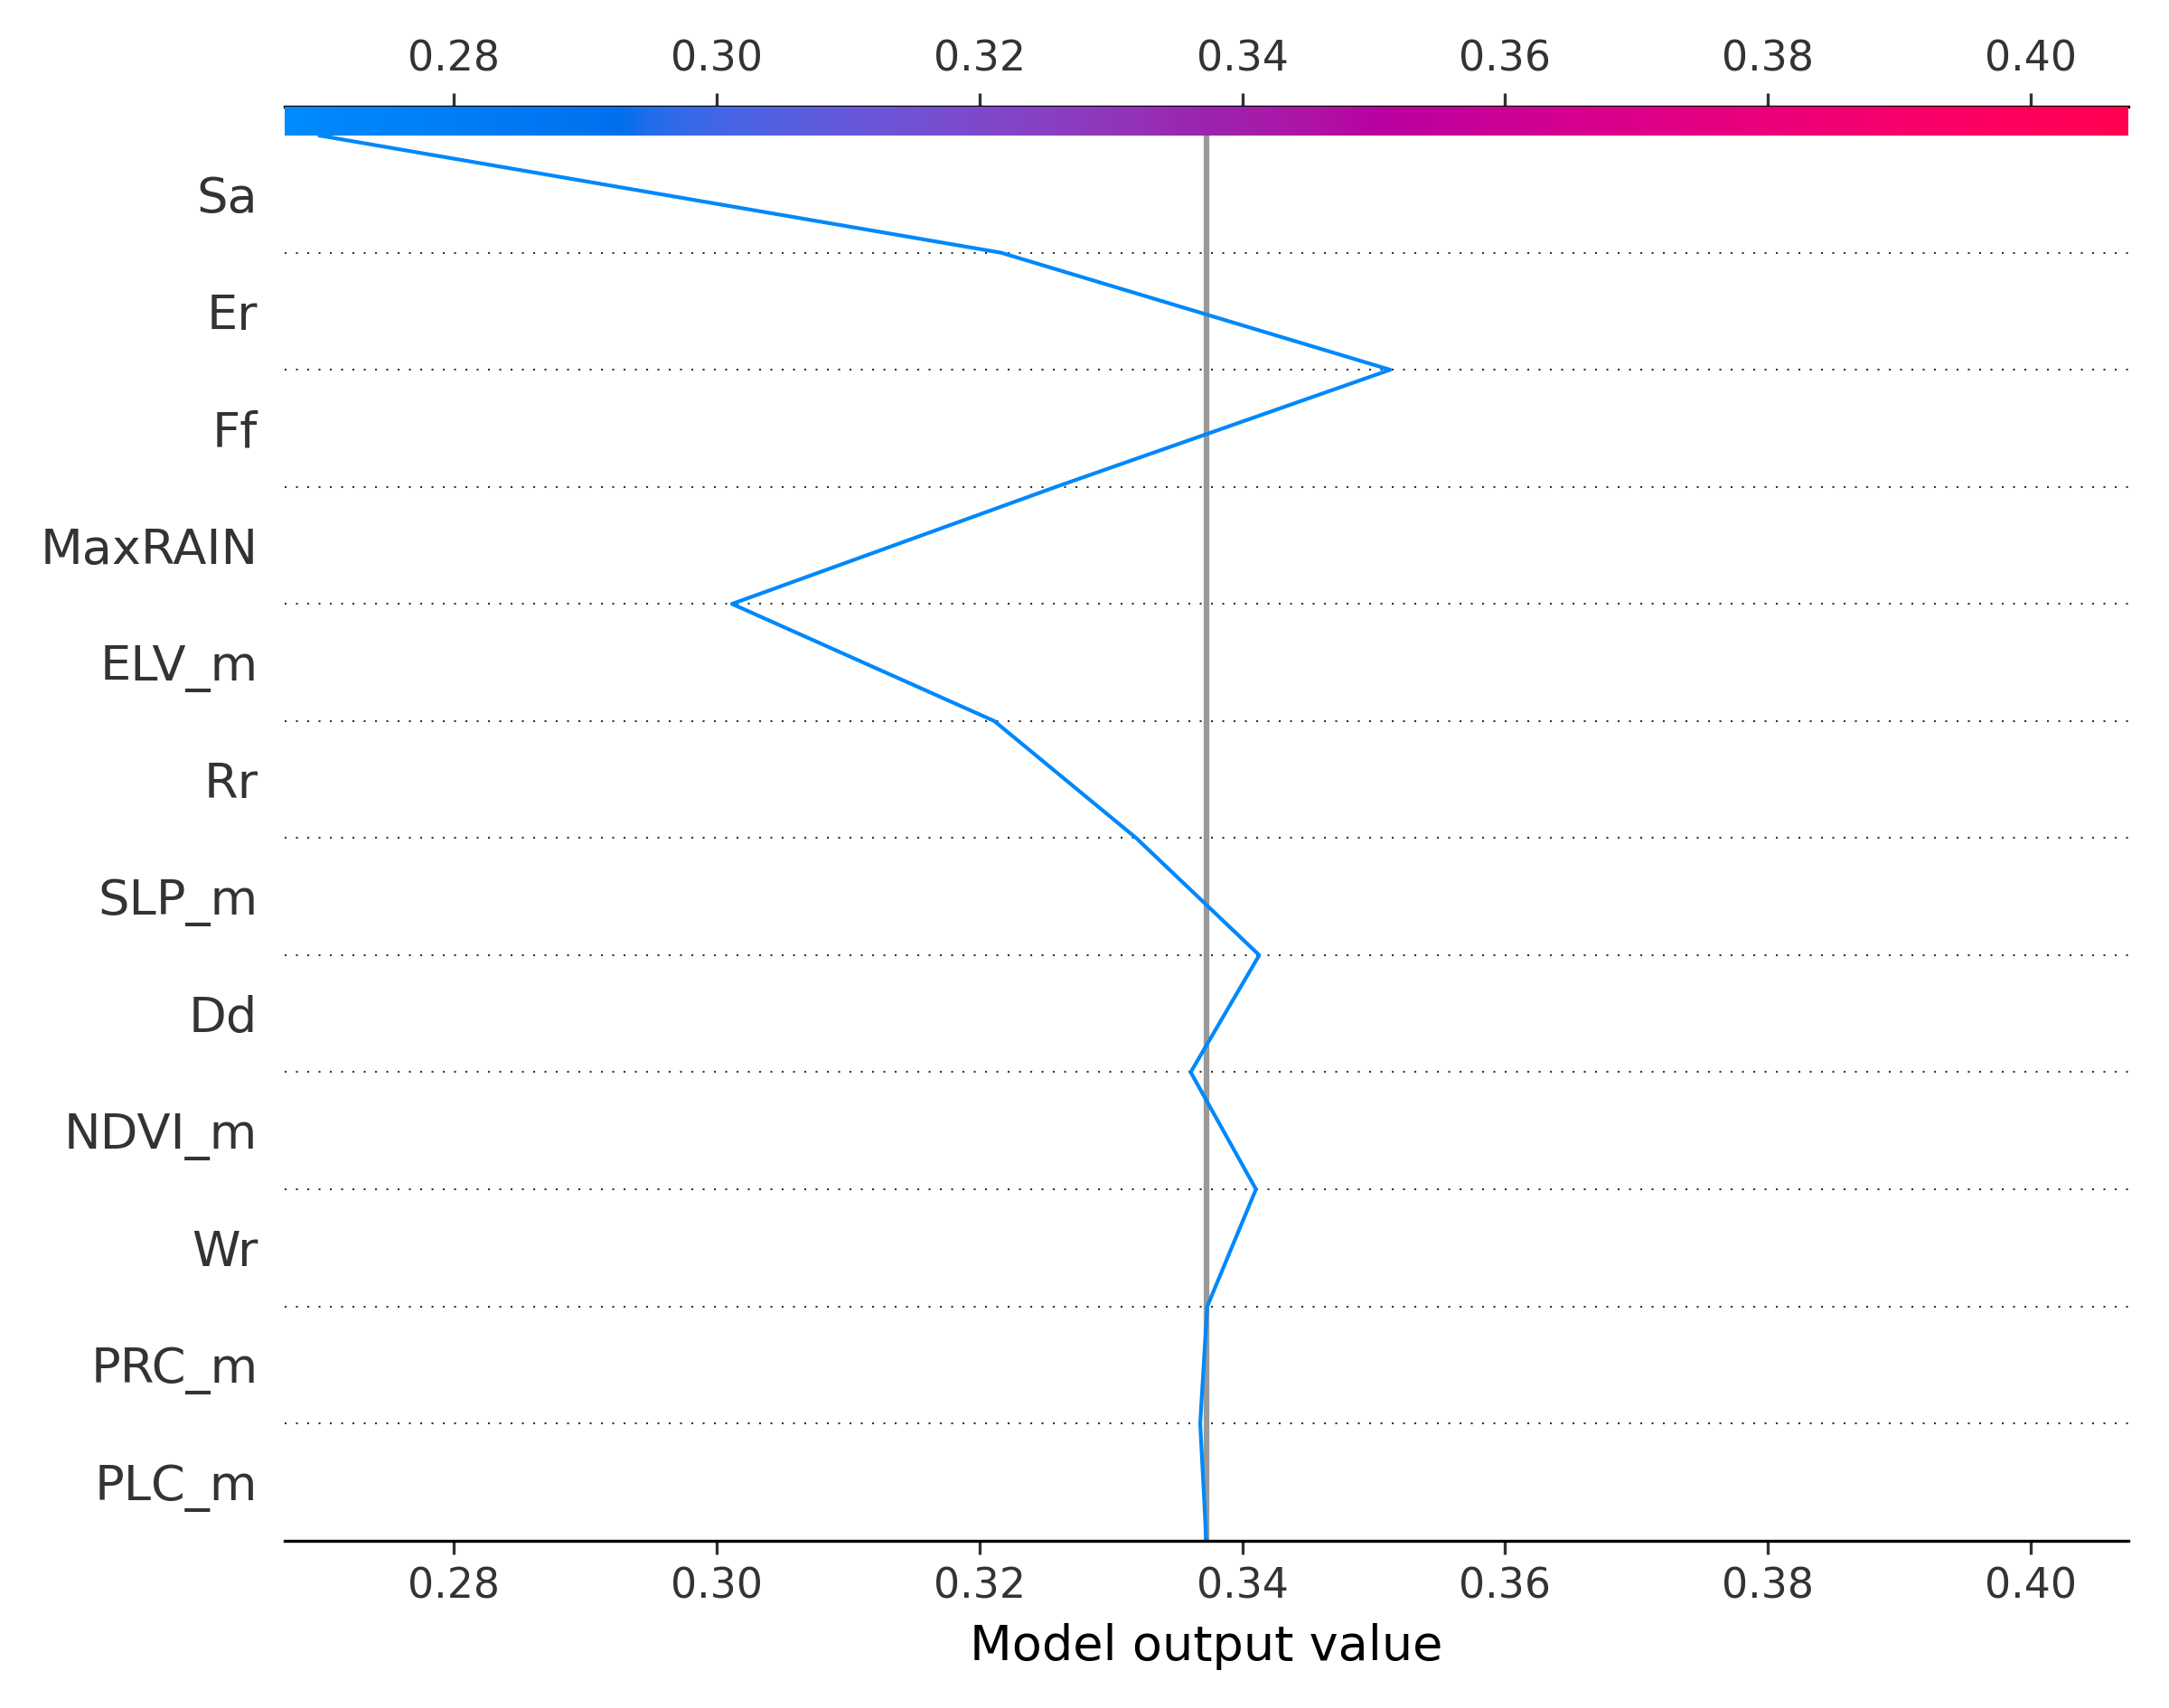 0.28 0.30 0.32 0.34 0.36 0.38 0.40
Sa
Er
Ff
MaxRAIN
ELV_m
Rr
SLP_m
Dd
NDVI_m
Wr
PRC_m
PLC_m
0.28 0.30 0.32 0.34 0.36 0.38 0.40
Model output value